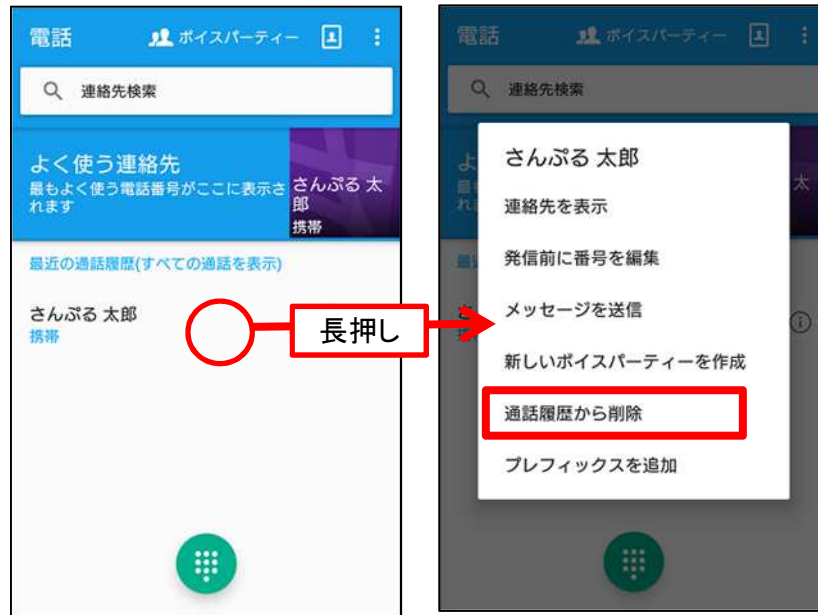 電話 ボイスパーティー
連絡先検索
よく使う連絡先
最もよく使う電話番号がここに表示さ
れます
さんぷる 太
郎
携帯
最近の通話履歴(すべての通話を表示)
さんぷる 太郎
携帯
長押し
電話 ボイスパーティー
連絡先検索
さんぷる 太郎
連絡先を表示
発信前に番号を編集
メッセージを送信
新しいボイスパーティーを作成
通話履歴から削除
プレフィックスを追加
よ
最
れ
太
最近
さ
携